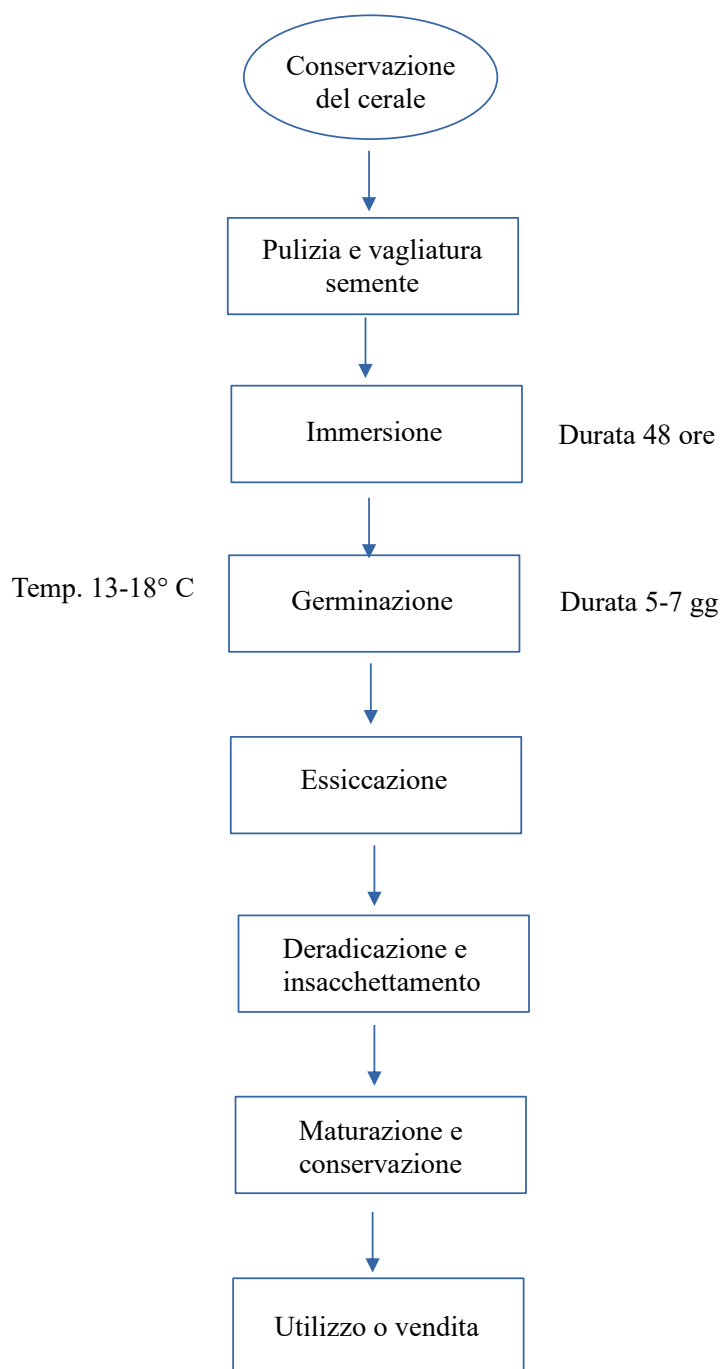 Conservazione
del cerale
Pulizia e vagliatura
semente
Immersione
Durata 48 ore
Temp. 13-18° C
Germinazione
Durata 5-7 gg
Essiccazione
Deradicazione e
insacchettamento
Maturazione e
conservazione
Utilizzo o vendita